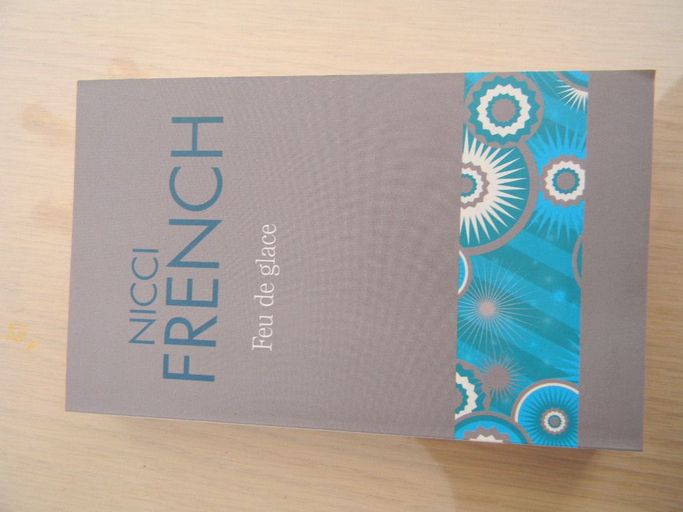 NICCI
FRENCH
Feu de glace